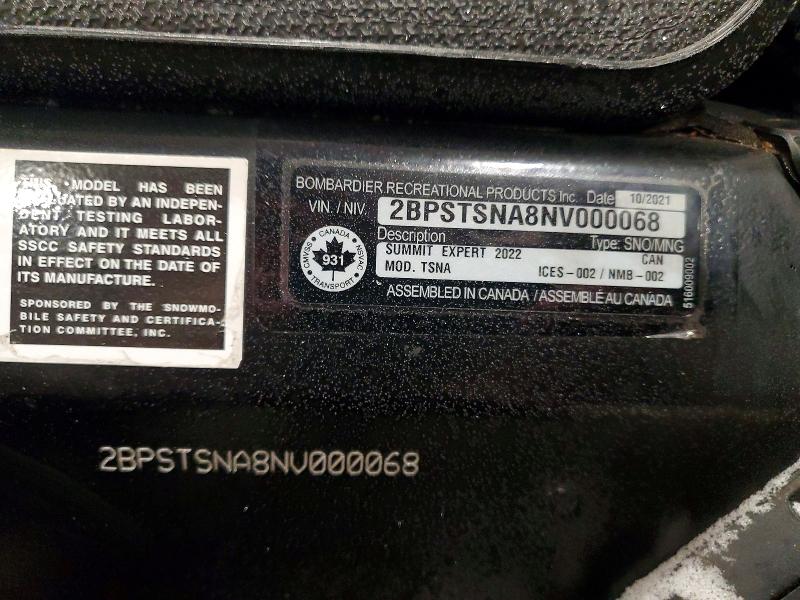 THIS MODEL HAS BEEN
EVALUATED BY AN INDEPEN-
DENT TESTING LABOR-
ATORY AND IT MEETS ALL
SSCC SAFETY STANDARDS
IN EFFECT ON THE DATE OF
ITS MANUFACTURE.
SPONSORED BY THE SNOWMO-
BILE SAFETY AND CERTIFICA-
TION COMMITTEE, INC.
BOMBARDIER RECREATIONAL PRODUCTS Inc. Date 10/2021
VIN. / NIV. 2BPSTSNA8NV000068
Description Type: SNO/MNG
SUMMIT EXPERT 2022 CAN
MOD. TSNA ICES-002 / NMB-002
ASSEMBLED IN CANADA / ASSEMBLÉ AU CANADA
CANADA
CMVSS 931 NSVAC
TRANSPORT
516009002
2BPSTSNA8NV000068